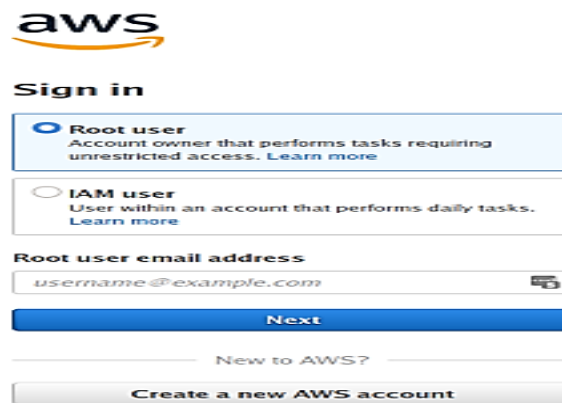 aws
Sign in
Root user
Account owner that performs tasks requiring
unrestricted access. Learn more
IAM user
User within an account that performs daily tasks.
Learn more
Root user email address
username@example.com
Next
New to AWS?
Create a new AWS account